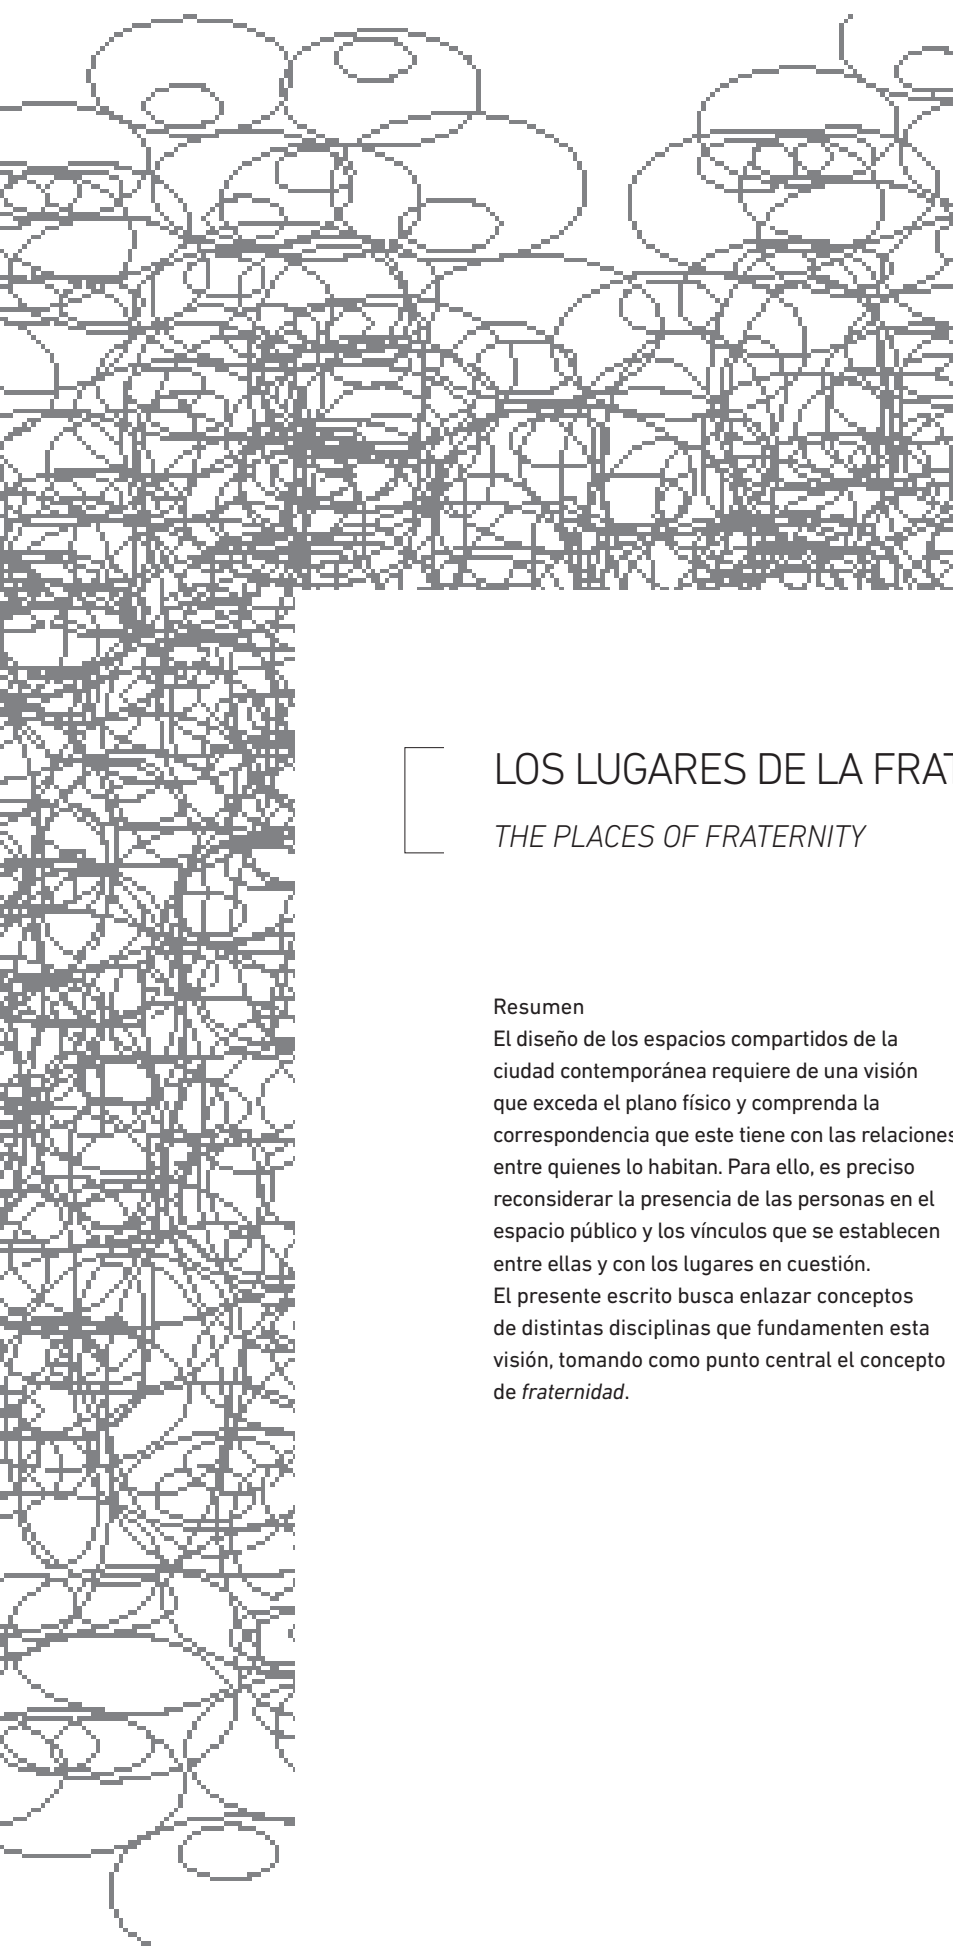 LOS LUGARES DE LA FRAT
THE PLACES OF FRATERNITY
Resumen
El diseño de los espacios compartidos de la
ciudad contemporánea requiere de una visión
que exceda el plano físico y comprenda la
correspondencia que este tiene con las relaciones
entre quienes lo habitan. Para ello, es preciso
reconsiderar la presencia de las personas en el
espacio público y los vínculos que se establecen
entre ellas y con los lugares en cuestión.
El presente escrito busca enlazar conceptos
de distintas disciplinas que fundamenten esta
visión, tomando como punto central el concepto
de fraternidad.